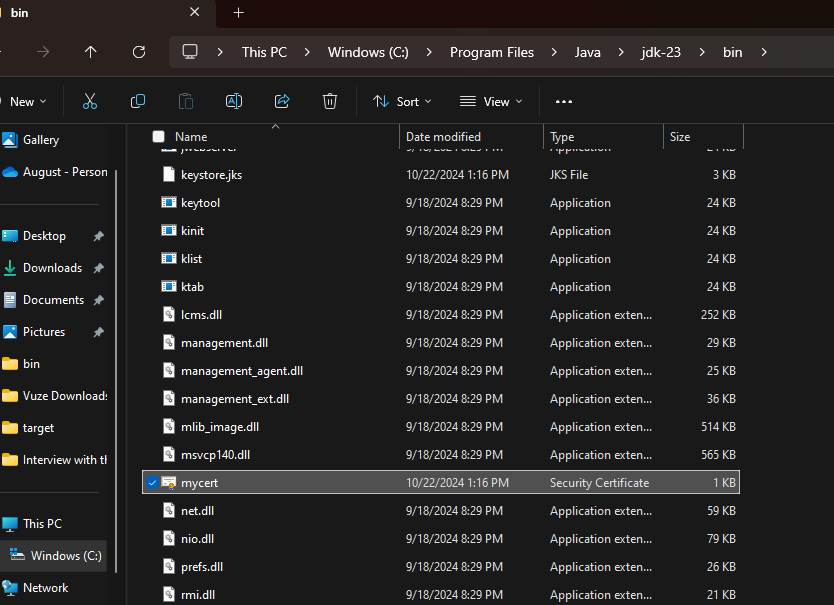 bin
This PC > Windows (C:) > Program Files > Java > jdk-23 > bin >
New Sort View
Name Date modified Type Size
Gallery
August - Person
Desktop
Downloads
Documents
Pictures
bin
Vuze Downloads
target
Interview with th
This PC
Windows (C:)
Network
keystore.jks 10/22/2024 1:16 PM JKS File 3 KB
keytool 9/18/2024 8:29 PM Application 24 KB
kinit 9/18/2024 8:29 PM Application 24 KB
klist 9/18/2024 8:29 PM Application 24 KB
ktab 9/18/2024 8:29 PM Application 24 KB
lcms.dll 9/18/2024 8:29 PM Application exten... 252 KB
management.dll 9/18/2024 8:29 PM Application exten... 29 KB
management_agent.dll 9/18/2024 8:29 PM Application exten... 25 KB
management_ext.dll 9/18/2024 8:29 PM Application exten... 36 KB
mlib_image.dll 9/18/2024 8:29 PM Application exten... 514 KB
msvcp140.dll 9/18/2024 8:29 PM Application exten... 565 KB
mycert 10/22/2024 1:16 PM Security Certificate 1 KB
net.dll 9/18/2024 8:29 PM Application exten... 59 KB
nio.dll 9/18/2024 8:29 PM Application exten... 79 KB
prefs.dll 9/18/2024 8:29 PM Application exten... 26 KB
rmi.dll 9/18/2024 8:29 PM Application exten... 21 KB